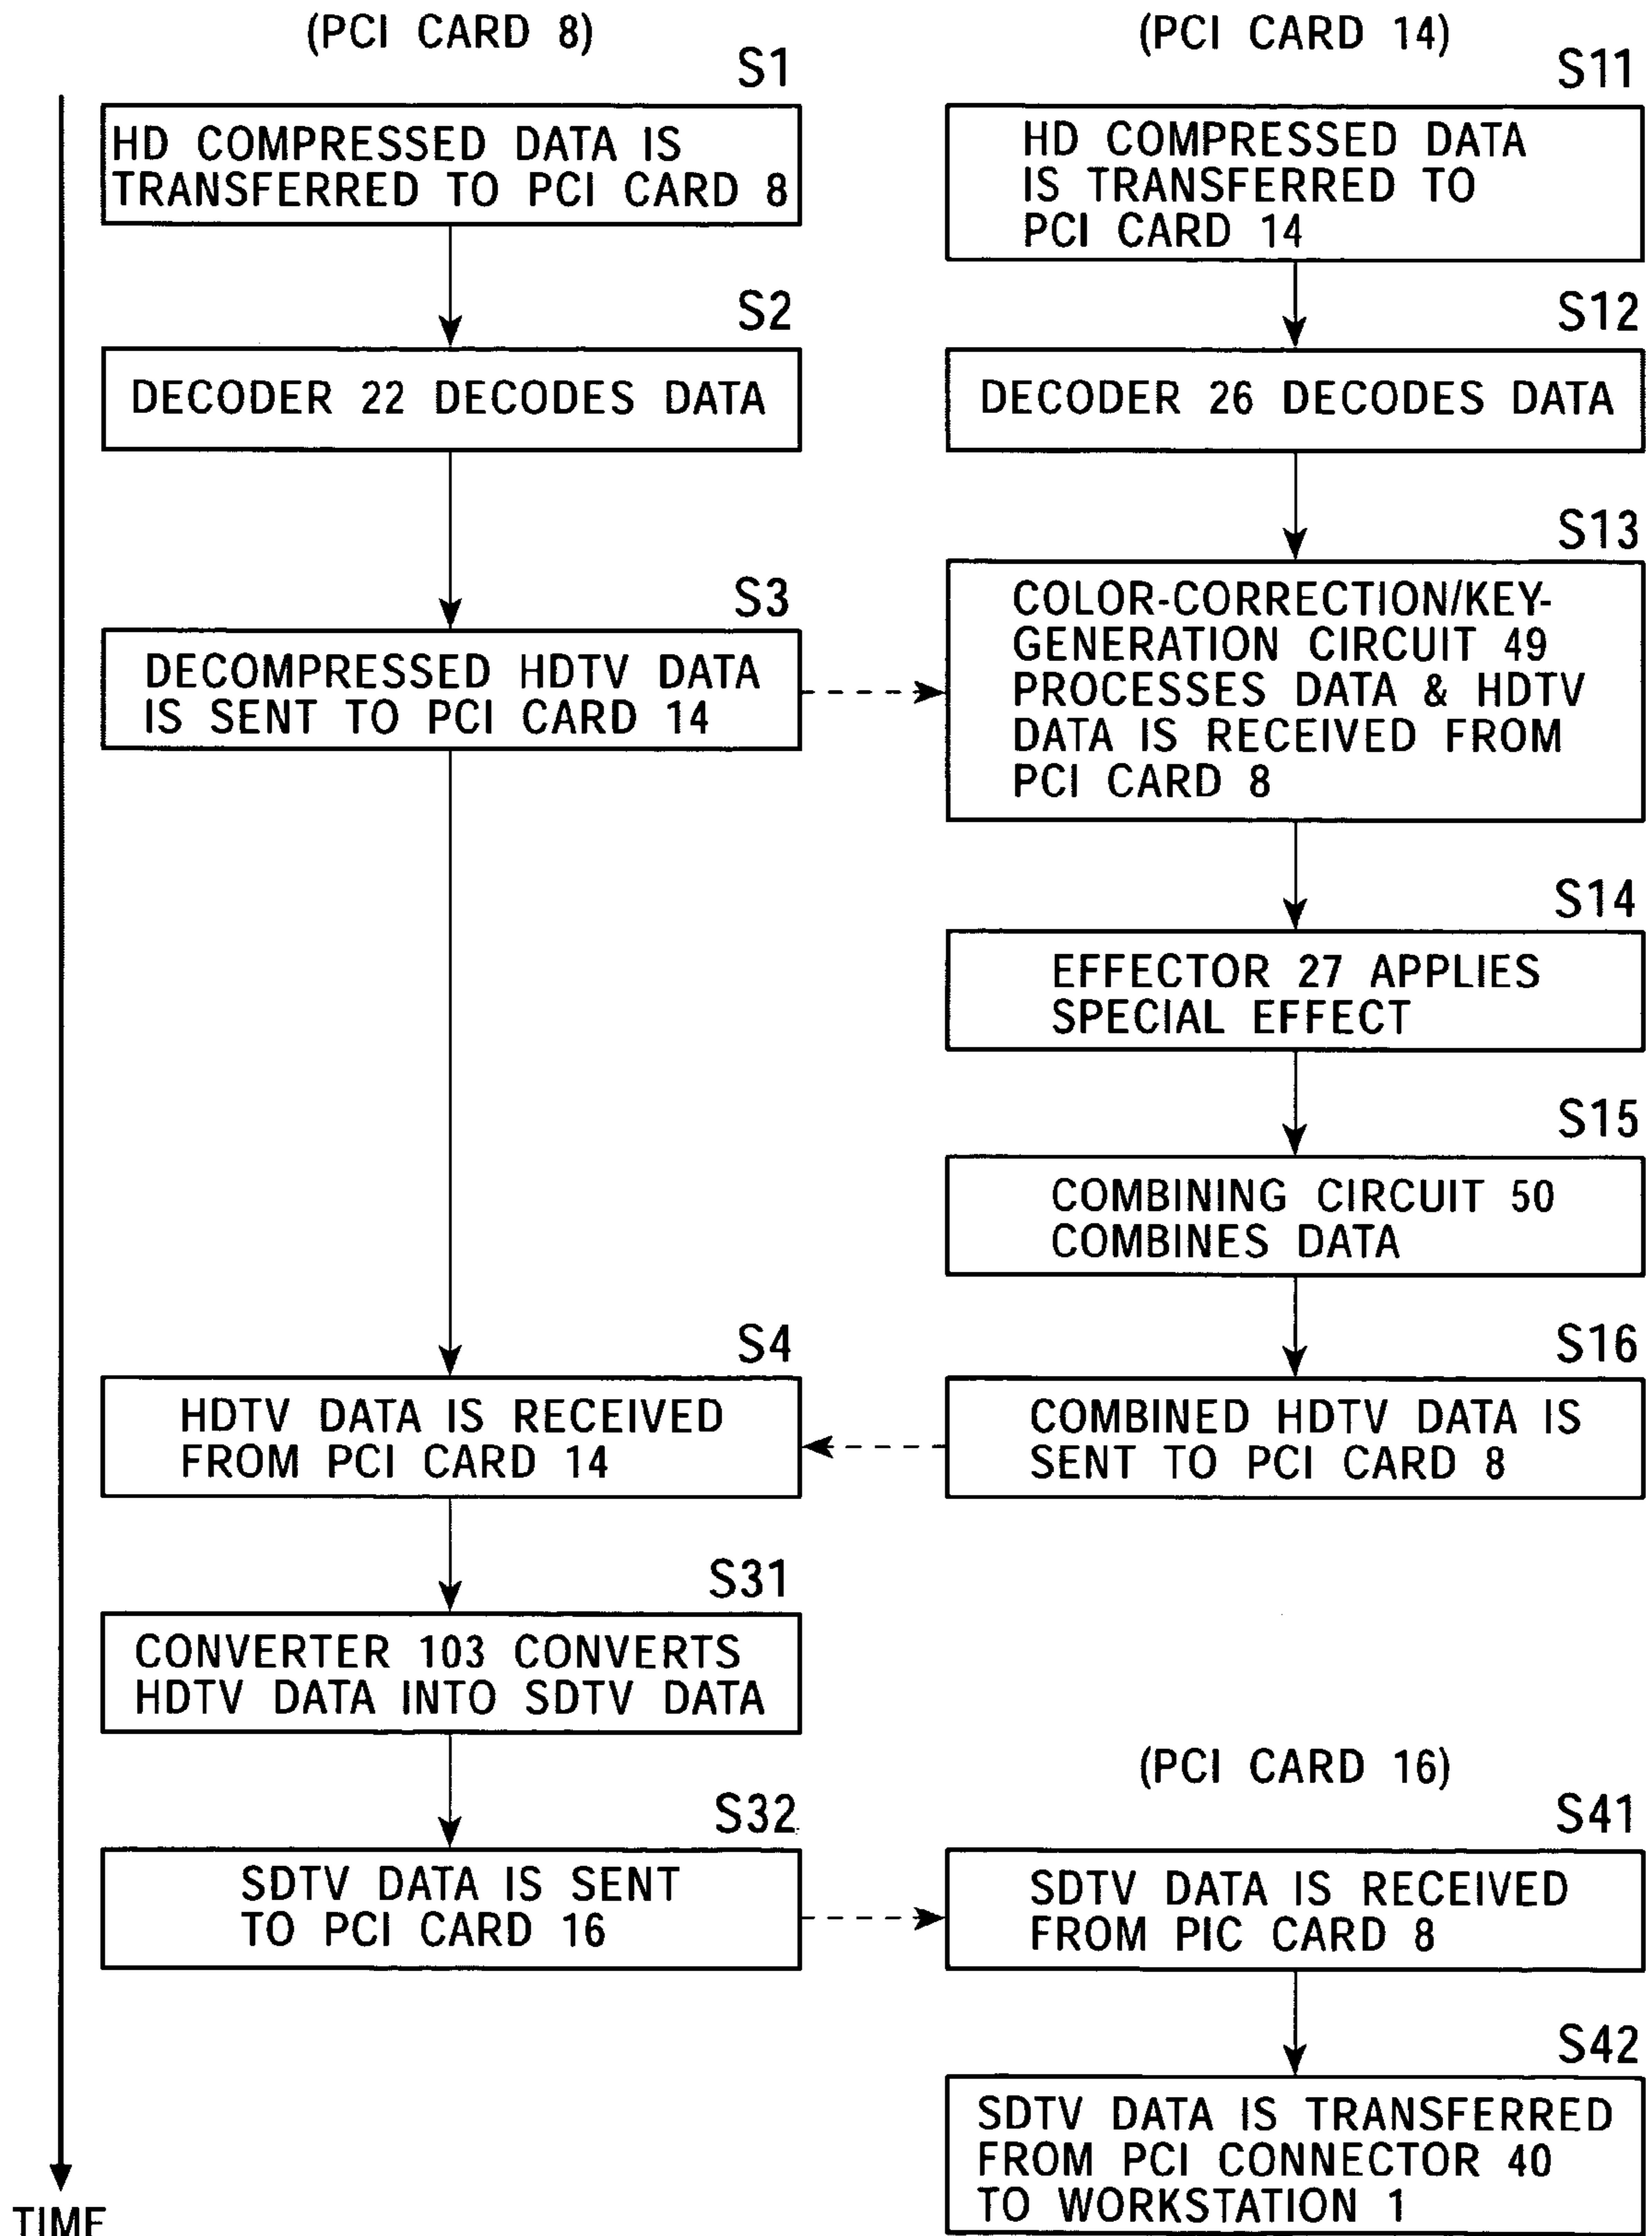 (PCI CARD 8)
S1
HD COMPRESSED DATA IS
TRANSFERRED TO PCI CARD 8
S2
DECODER 22 DECODES DATA
S3
DECOMPRESSED HDTV DATA
IS SENT TO PCI CARD 14
S4
HDTV DATA IS RECEIVED
FROM PCI CARD 14
S31
CONVERTER 103 CONVERTS
HDTV DATA INTO SDTV DATA
S32
SDTV DATA IS SENT
TO PCI CARD 16
(PCI CARD 14)
S11
HD COMPRESSED DATA
IS TRANSFERRED TO
PCI CARD 14
S12
DECODER 26 DECODES DATA
S13
COLOR-CORRECTION/KEY-
GENERATION CIRCUIT 49
PROCESSES DATA & HDTV
DATA IS RECEIVED FROM
PCI CARD 8
S14
EFFECTOR 27 APPLIES
SPECIAL EFFECT
S15
COMBINING CIRCUIT 50
COMBINES DATA
S16
COMBINED HDTV DATA IS
SENT TO PCI CARD 8
(PCI CARD 16)
S41
SDTV DATA IS RECEIVED
FROM PIC CARD 8
S42
SDTV DATA IS TRANSFERRED
FROM PCI CONNECTOR 40
TO WORKSTATION 1
TIME